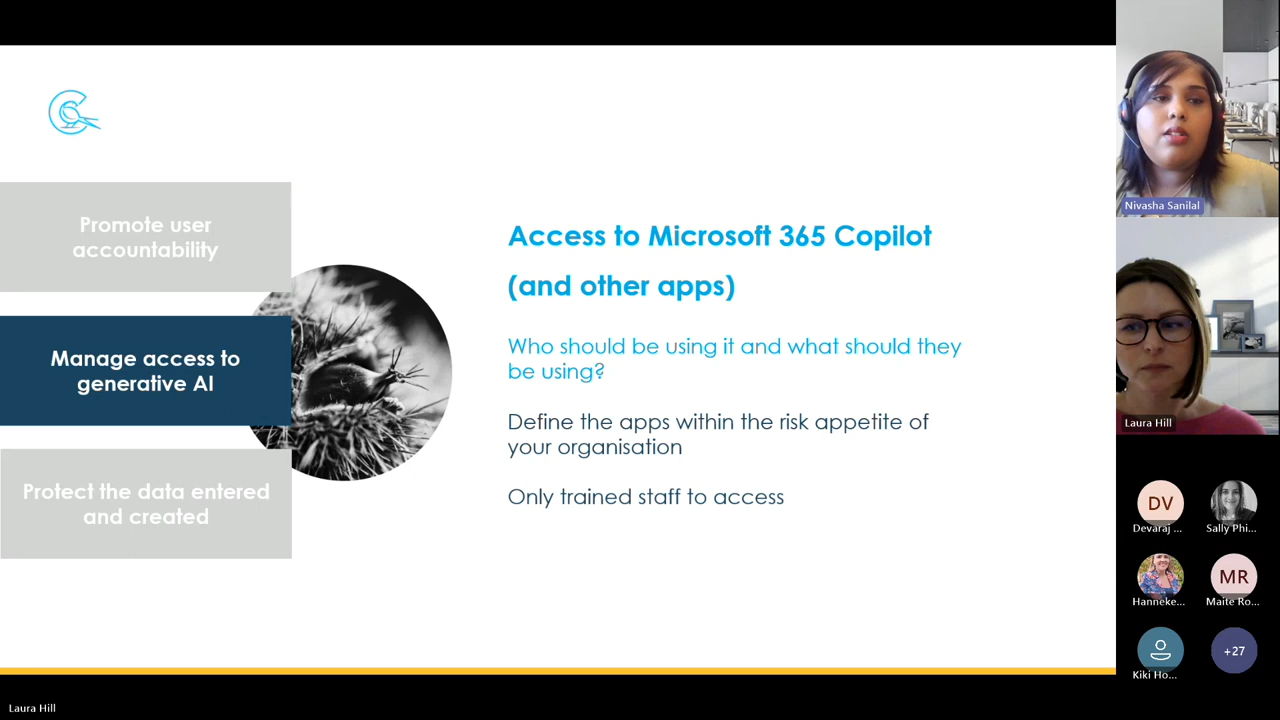 Promote user
accountability
Manage access to
generative AI
Protect the data entered
and created
Access to Microsoft 365 Copilot
(and other apps)
Who should be using it and what should they
be using?
Define the apps within the risk appetite of
your organisation
Only trained staff to access
Nivasha Sanilal
Laura Hill
DV
Devaraj ...
Sally Phi...
Hanneke...
MR
Maite Ro...
Kiki Ho...
+27
Laura Hill